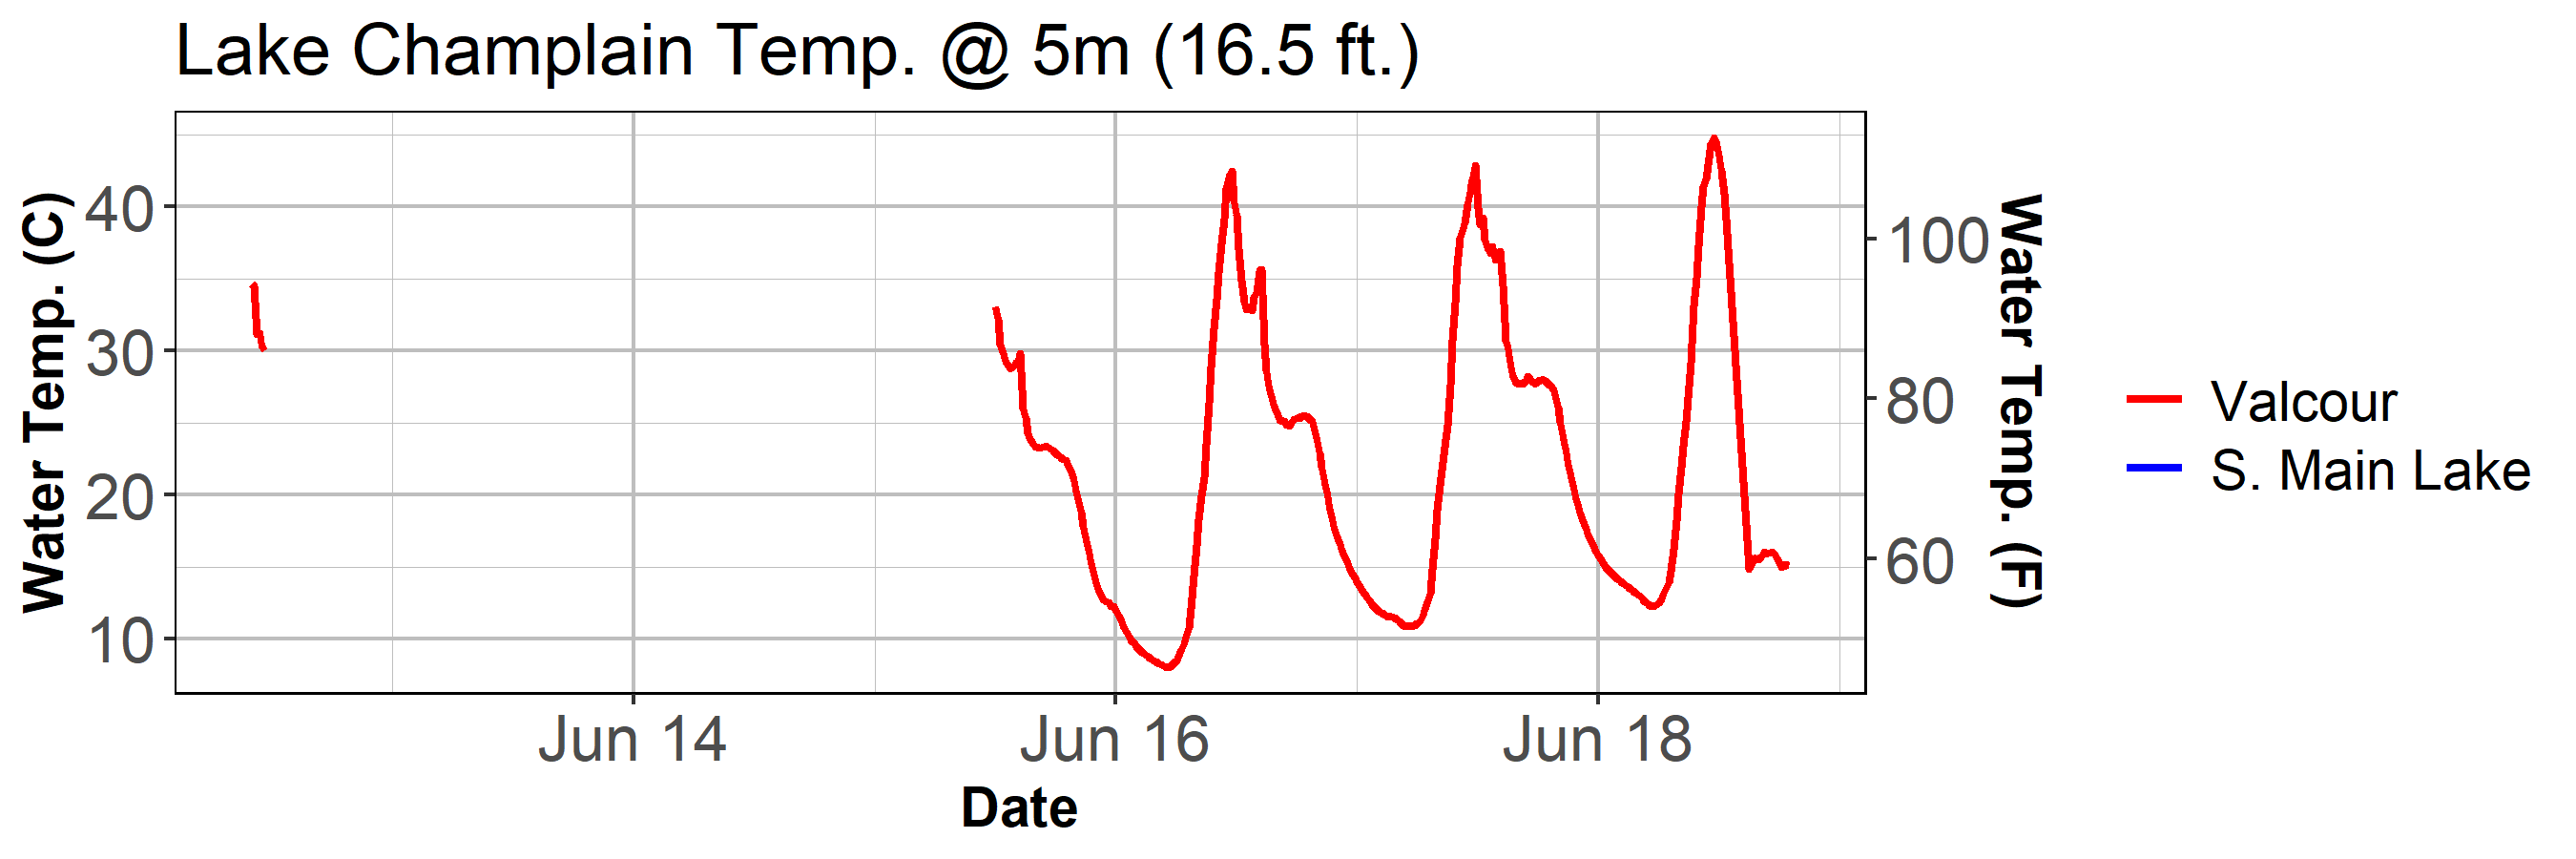 Lake Champlain Temp. @ 5m (16.5 ft.)
Water Temp. (C)
40
30
20
10
100
80
60
Water Temp. (F)
Jun 14
Jun 16
Jun 18
Date
Valcour
S. Main Lake